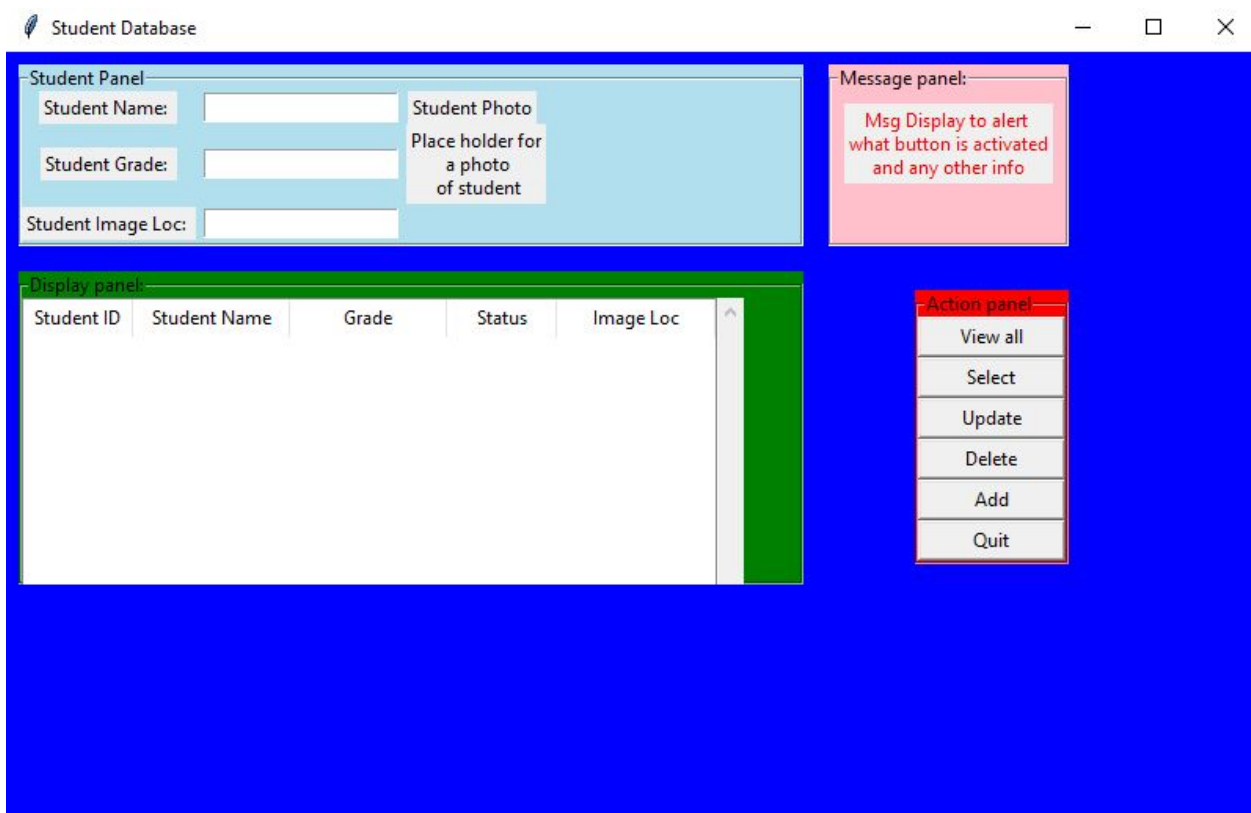 Student Database
Student Panel
Student Name:
Student Photo
Student Grade:
Place holder for
a photo
of student
Student Image Loc:
Message panel:
Msg Display to alert
what button is activated
and any other info
Display panel:
Student ID Student Name Grade Status Image Loc
Action panel
View all
Select
Update
Delete
Add
Quit